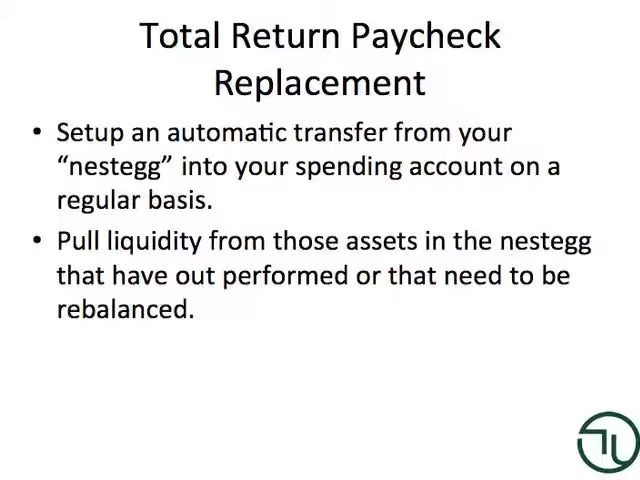 Total Return Paycheck
Replacement
• Setup an automatic transfer from your
“nestegg” into your spending account on a
regular basis.
• Pull liquidity from those assets in the nestegg
that have out performed or that need to be
rebalanced.